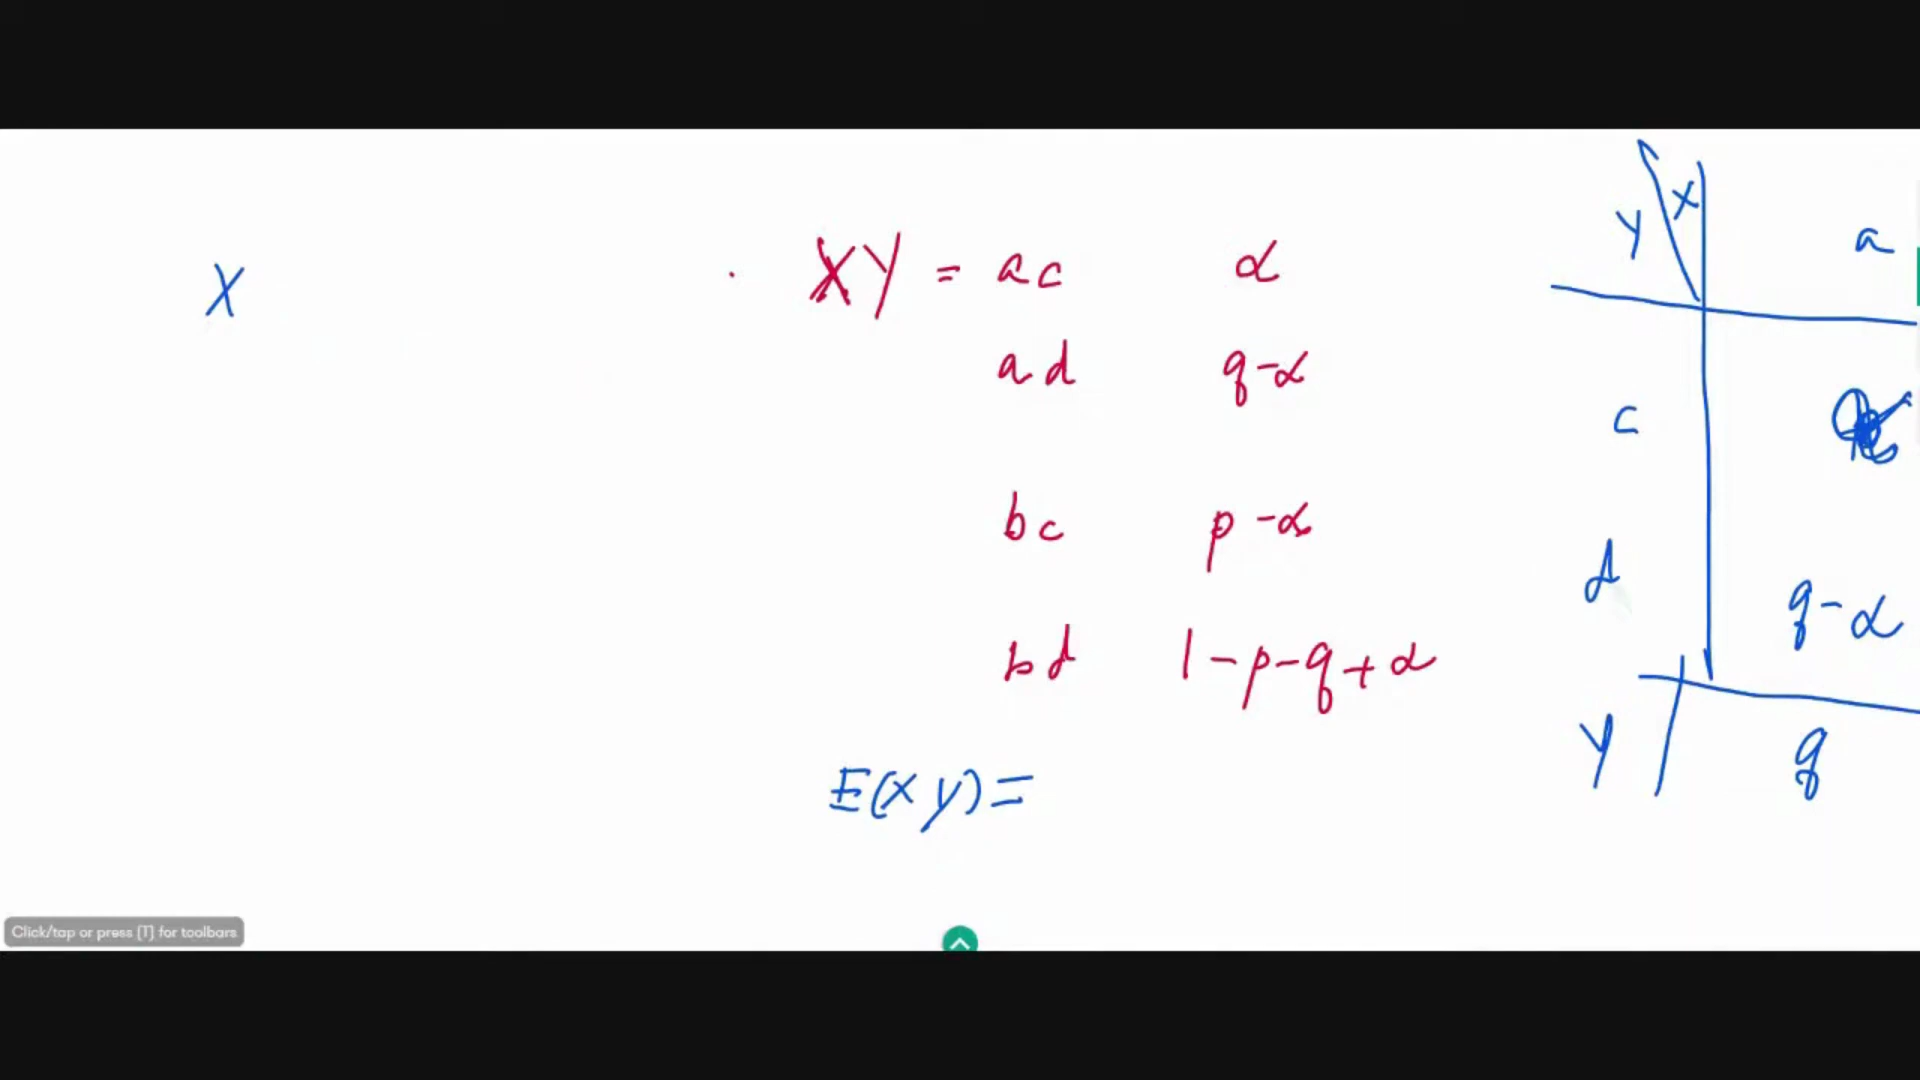 X
XY = ac α
ad q-α
bc p-α
bd 1-p-q+α
E(XY)=
Y X a
c
d q-α
Y q
Click/tap or press [T] for toolbars